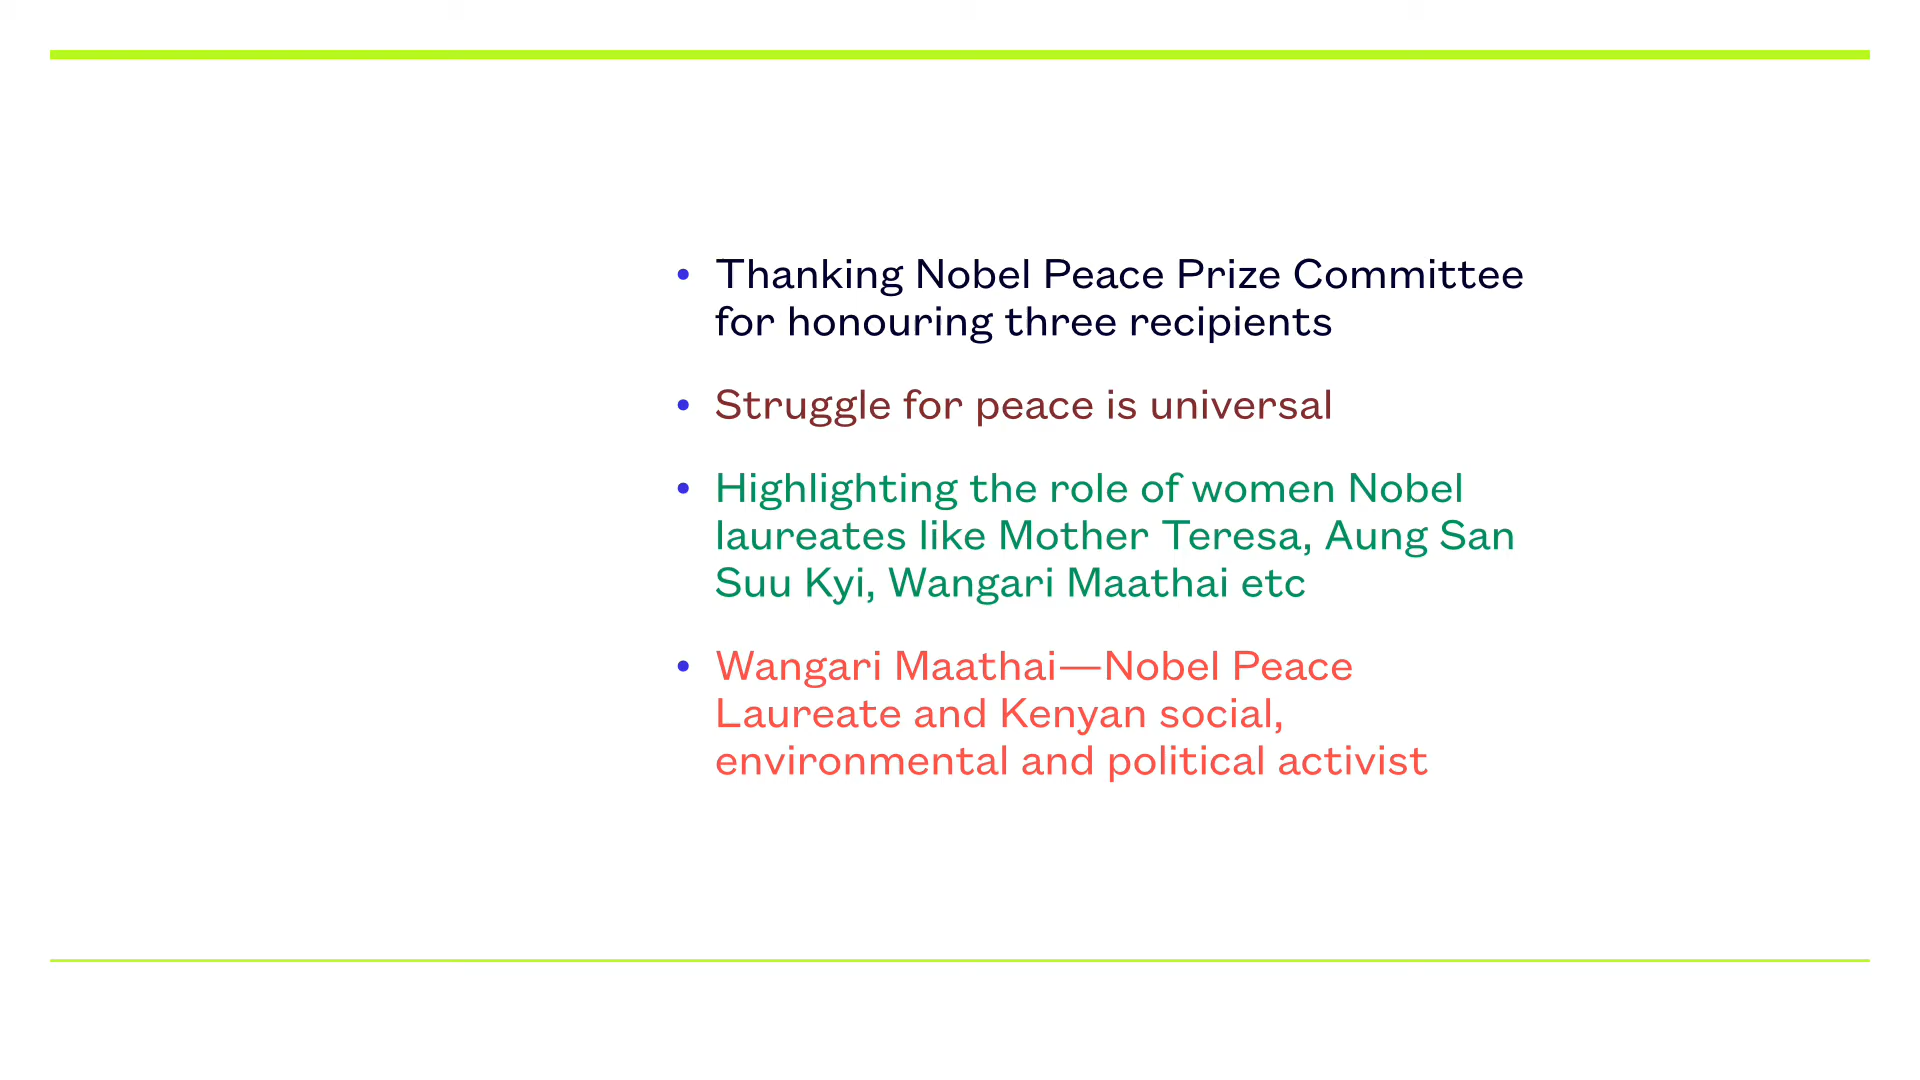 • Thanking Nobel Peace Prize Committee
for honouring three recipients
• Struggle for peace is universal
• Highlighting the role of women Nobel
laureates like Mother Teresa, Aung San
Suu Kyi, Wangari Maathai etc
• Wangari Maathai—Nobel Peace
Laureate and Kenyan social,
environmental and political activist